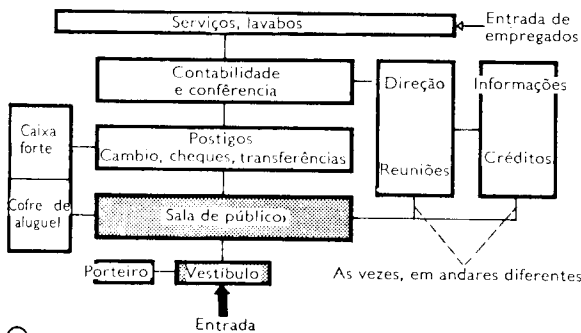 Serviços, lavabos
Entrada de
empregados
Contabilidade
e confêrencia
Direção
Informações
Caixa
forte
Postigos
Cambio, cheques, transferências
Reuniões
Créditos
Cofre de
aluguel
Sala de público
Porteiro
Vestíbulo
As vezes, em andares diferentes
Entrada